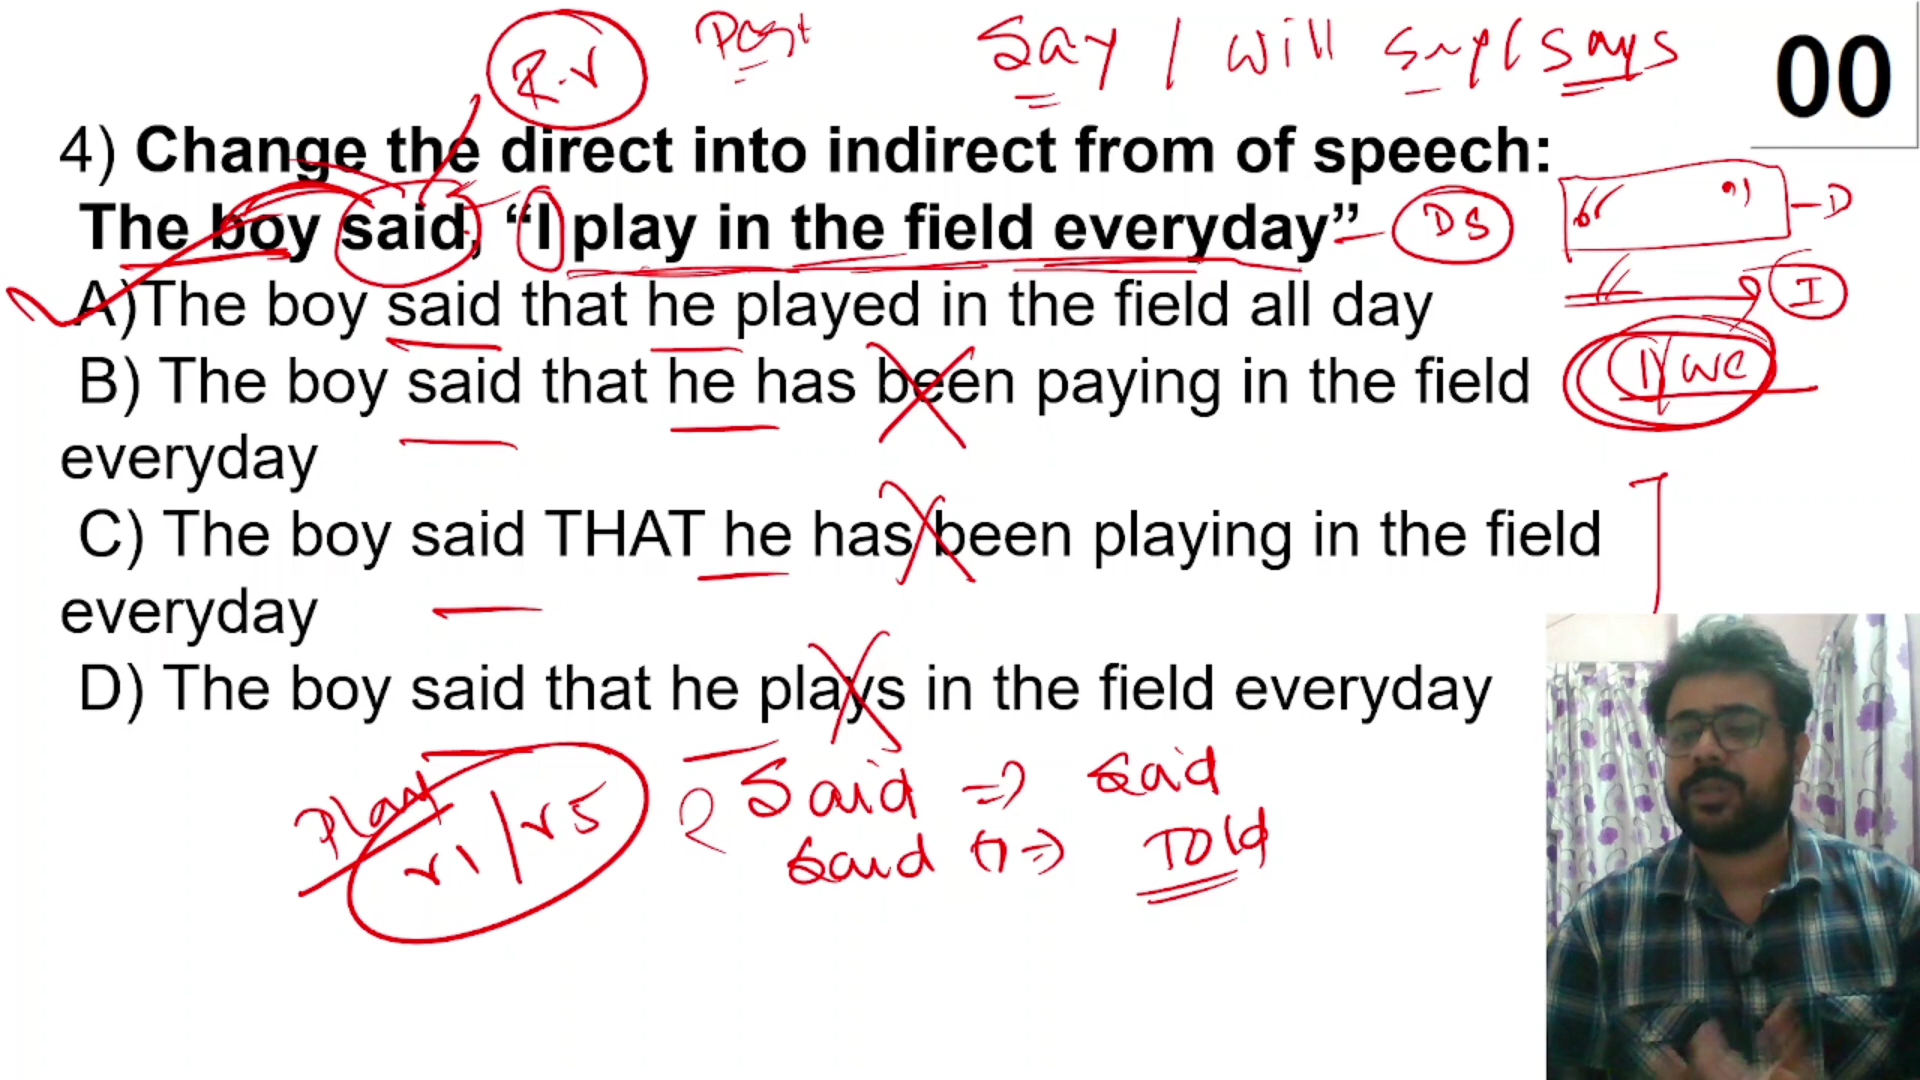 R.V Past Say / will say / says
00
4) Change the direct into indirect from of speech:
The boy said, “I play in the field everyday” DS
“ ” - D
A)The boy said that he played in the field all day
I
B) The boy said that he has been paying in the field
I/we
everyday
C) The boy said THAT he has been playing in the field
everyday
D) The boy said that he plays in the field everyday
Said => said
v1/v5
Said => Told